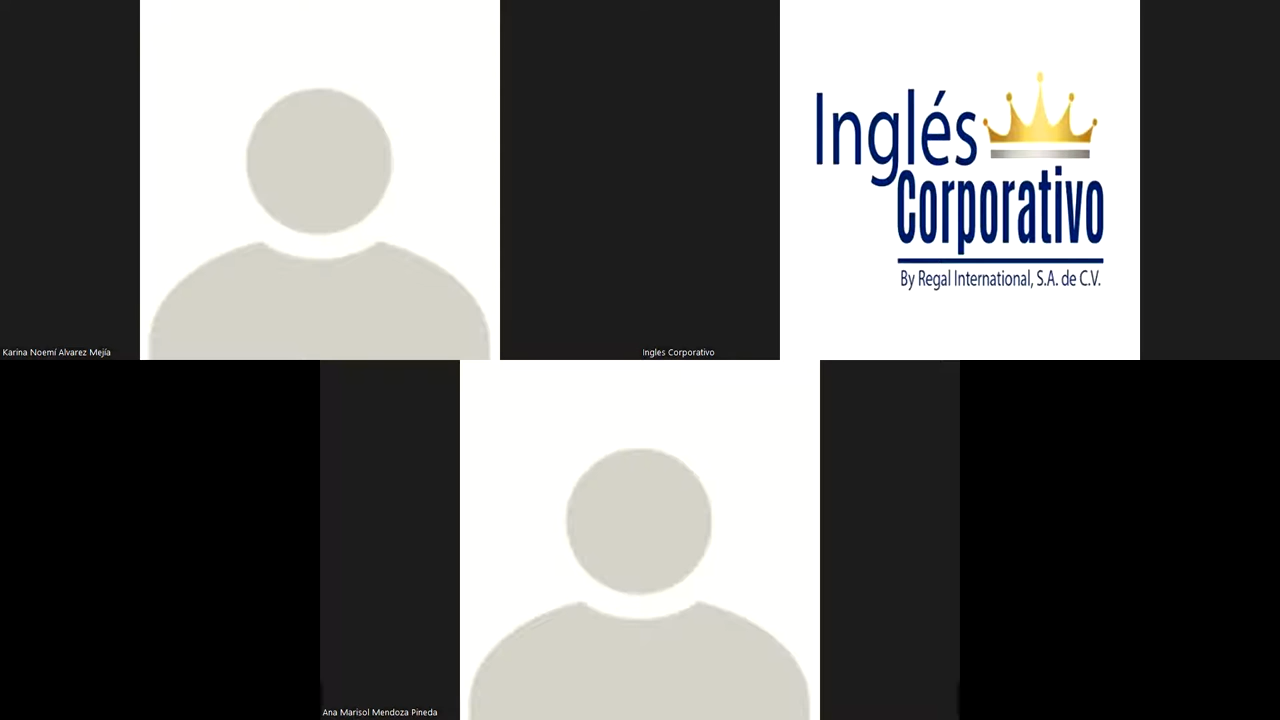 Inglés
Corporativo
By Regal International, S.A. de C.V.
Karina Noemí Alvarez Mejía
Ingles Corporativo
Ana Marisol Mendoza Pineda